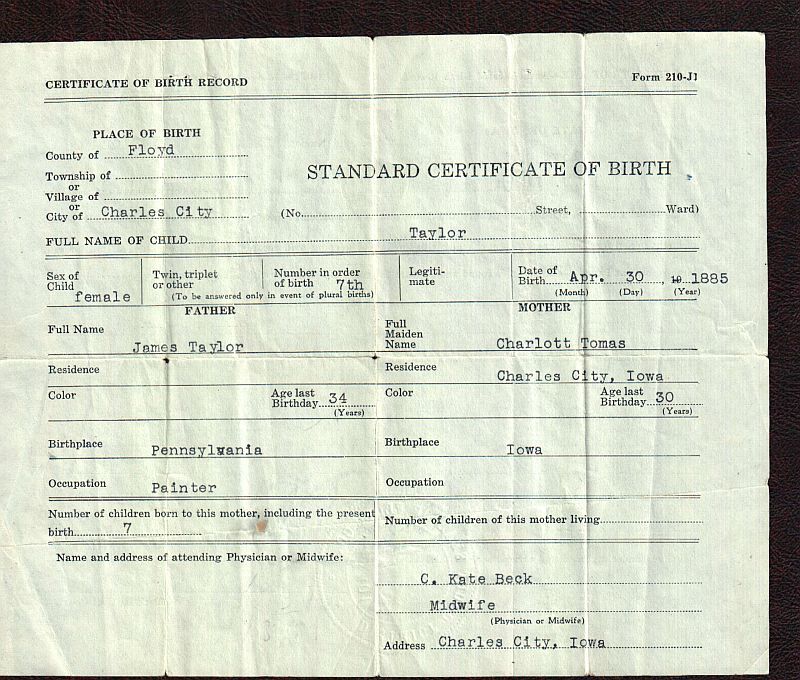 CERTIFICATE OF BIRTH RECORD
Form 210-J1
PLACE OF BIRTH
County of Floyd
Township of
or
Village of
or
City of Charles City
STANDARD CERTIFICATE OF BIRTH
(No. Street, Ward)
FULL NAME OF CHILD Taylor
Sex of Child female
Twin, triplet or other
Number in order of birth 7th
(To be answered only in event of plural births)
Legiti-
mate
Date of Birth Apr. 30, 19 1885
(Month) (Day) (Year)
FATHER
MOTHER
Full Name James Taylor
Full Maiden Name Charlott Tomas
Residence
Residence Charles City, Iowa
Color
Age last Birthday 34
(Years)
Color
Age last Birthday 30
(Years)
Birthplace Pennsylvania
Birthplace Iowa
Occupation Painter
Occupation
Number of children born to this mother, including the present
birth 7
Number of children of this mother living
Name and address of attending Physician or Midwife:
C. Kate Beck
Midwife
(Physician or Midwife)
Address Charles City, Iowa